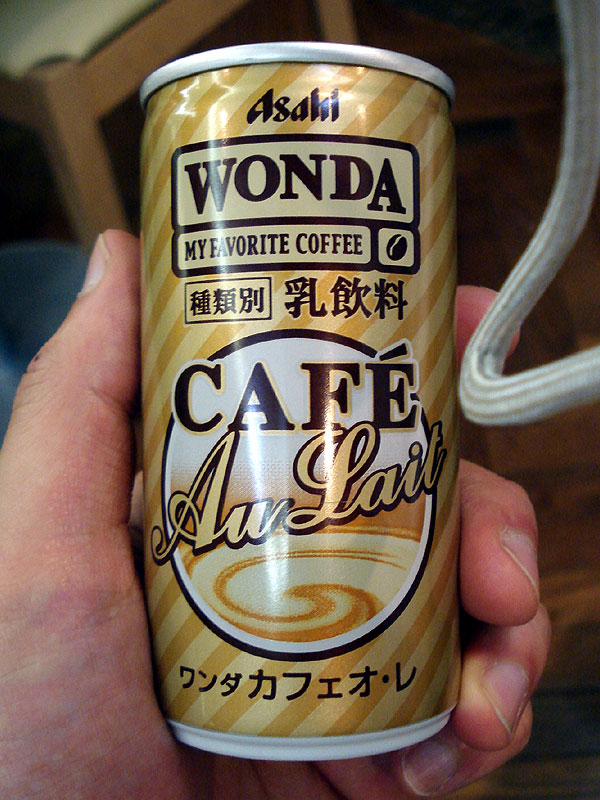 Asahi
WONDA
MY FAVORITE COFFEE
種類別 乳飲料
CAFÉ
Au Lait
ワンダ カフェオ・レ